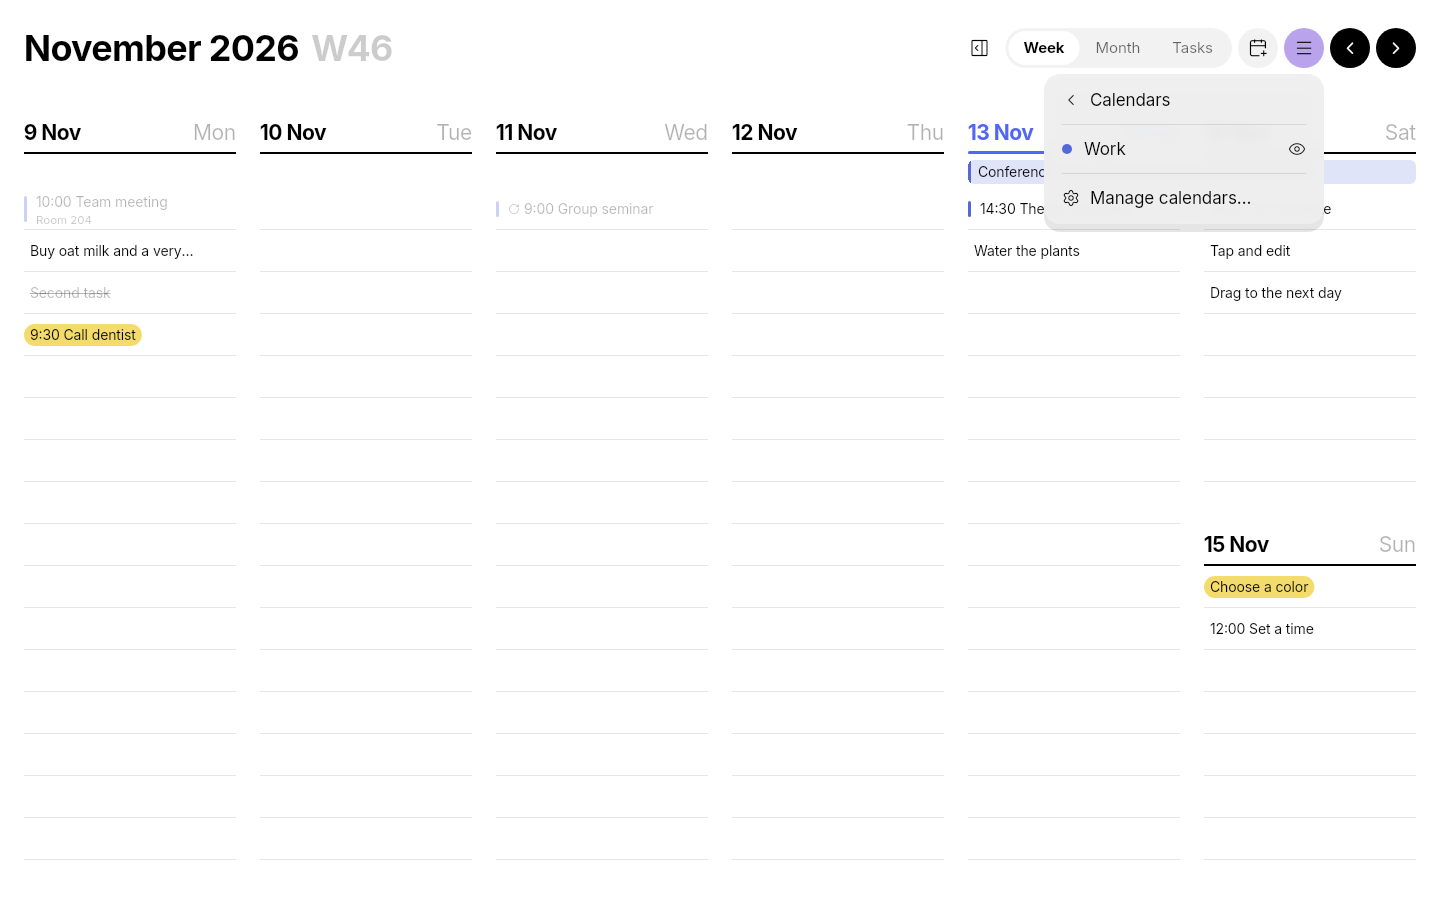 November 2026 W46
Week
Month
Tasks
Calendars
Work
Manage calendars...
9 Nov Mon
10:00 Team meeting
Room 204
Buy oat milk and a very...
Second task
9:30 Call dentist
10 Nov Tue
11 Nov Wed
9:00 Group seminar
12 Nov Thu
13 Nov
14:30
Water the plants
Sat
Tap and edit
Drag to the next day
15 Nov Sun
Choose a color
12:00 Set a time